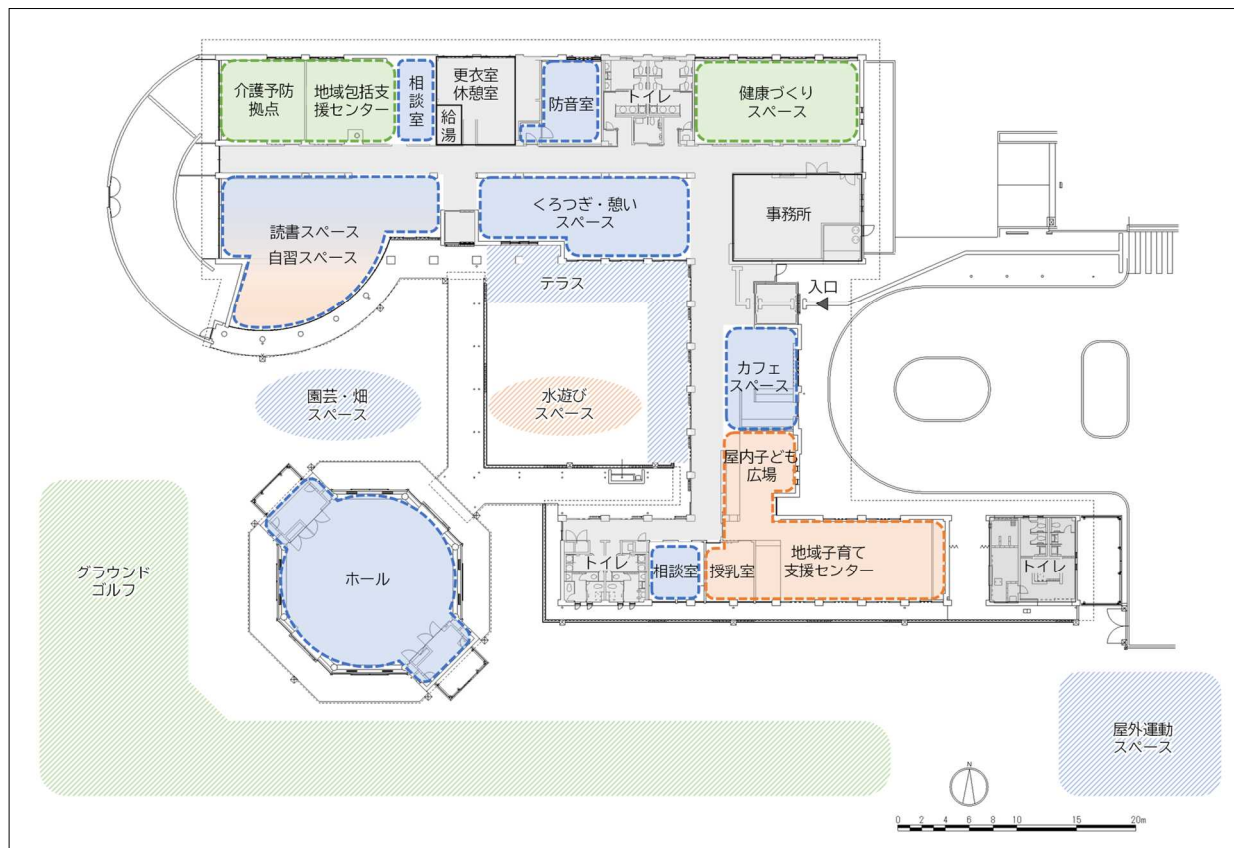 介護予防
拠点
地域包括支
援センター
相
談
室
更衣室
休憩室
給
湯
防音室
トイレ
健康づくり
スペース
読書スペース
自習スペース
くろつぎ・憩い
スペース
事務所
テラス
入口
カフェ
スペース
園芸・畑
スペース
水遊び
スペース
屋内子ども
広場
グラウンド
ゴルフ
ホール
トイレ
相談室
授乳室
地域子育て
支援センター
トイレ
屋外運動
スペース
N
0 2 4 6 8 10 15 20m